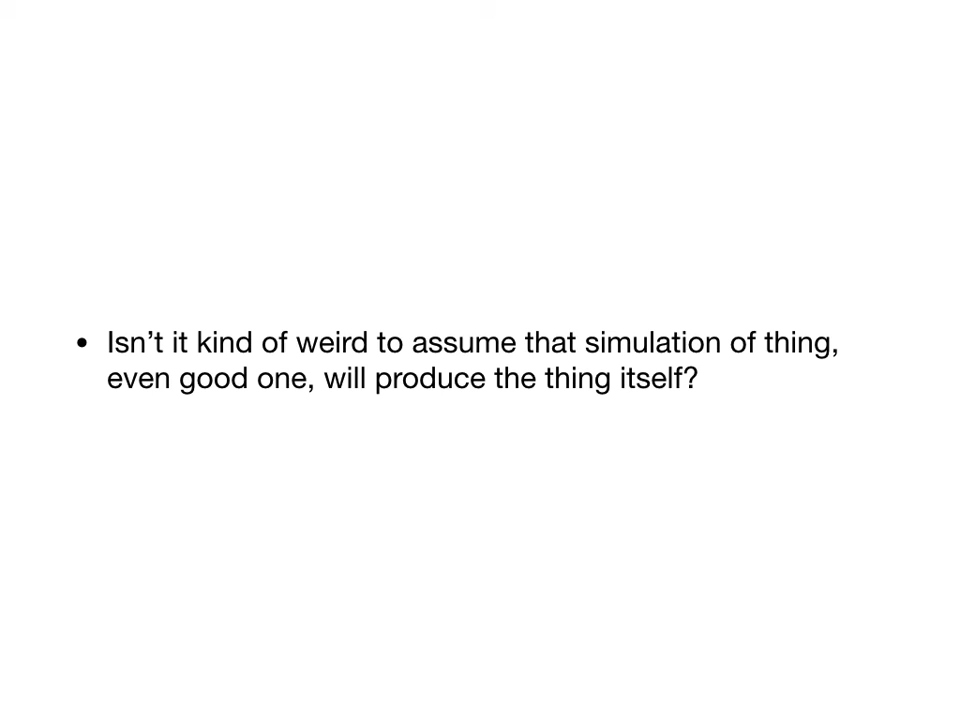 • Isn’t it kind of weird to assume that simulation of thing,
even good one, will produce the thing itself?